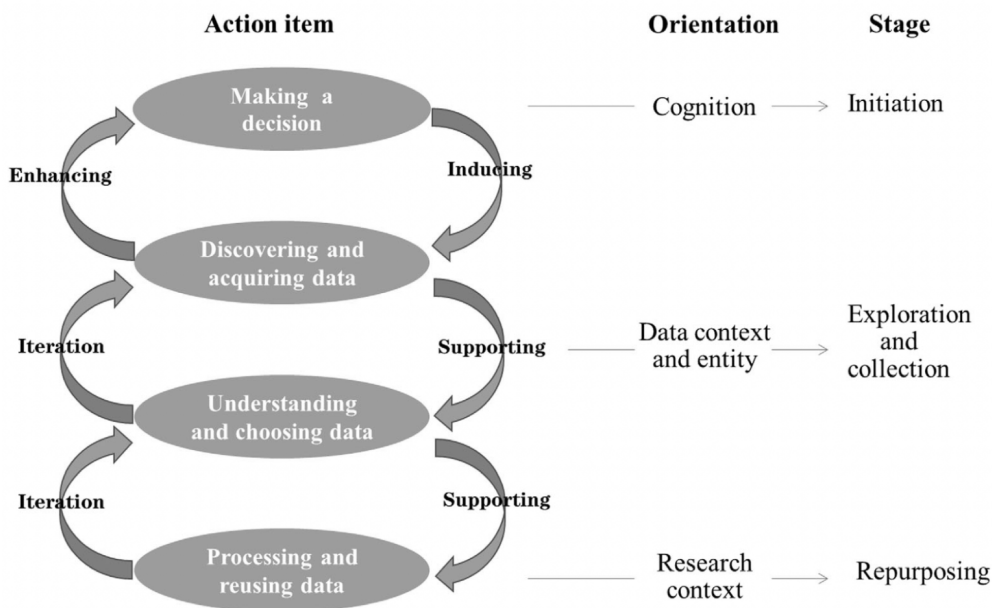 Action item
Orientation
Stage
Making a
decision
Cognition
Initiation
Enhancing
Inducing
Discovering and
acquiring data
Iteration
Supporting
Data context
and entity
Exploration
and
collection
Understanding
and choosing data
Iteration
Supporting
Processing and
reusing data
Research
context
Repurposing